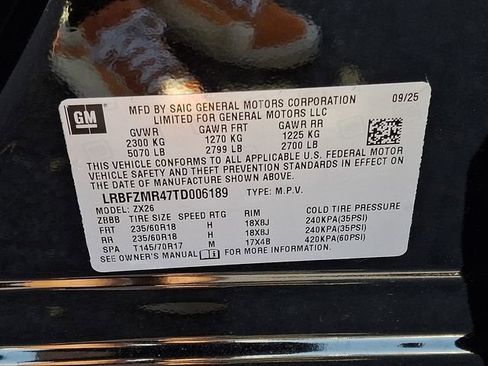 GM
09/25
MFD BY SAIC GENERAL MOTORS CORPORATION
LIMITED FOR GENERAL MOTORS LLC
GVWR GAWR FRT GAWR RR
2300 KG 1270 KG 1225 KG
5070 LB 2799 LB 2700 LB
THIS VEHICLE CONFORMS TO ALL APPLICABLE U.S. FEDERAL MOTOR
VEHICLE SAFETY AND THEFT PREVENTION STANDARDS IN EFFECT ON
THE DATE OF MANUFACTURE SHOWN ABOVE.
LRBFZMR47TD006189 TYPE: M.P.V.
MODEL: ZX26
ZBBB TIRE SIZE SPEED RTG RIM COLD TIRE PRESSURE
FRT 235/60R18 H 18X8J 240KPA(35PSI)
RR 235/60R18 H 18X8J 240KPA(35PSI)
SPA T145/70R17 M 17X4B 420KPA(60PSI)
SEE OWNER'S MANUAL FOR MORE INFORMATION.